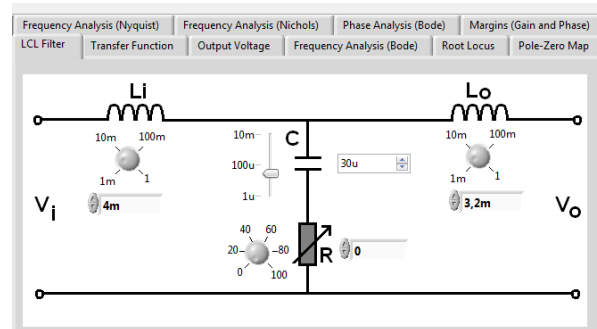 Frequency Analysis (Nyquist) Frequency Analysis (Nichols) Phase Analysis (Bode) Margins (Gain and Phase)
LCL Filter Transfer Function Output Voltage Frequency Analysis (Bode) Root Locus Pole-Zero Map
Li Lo
10m 100m 10m C 10m 100m
100u 30u
1m 1 1u 1m 1
Vi 4m 3,2m Vo
40 60
20 80 R 0
0 100